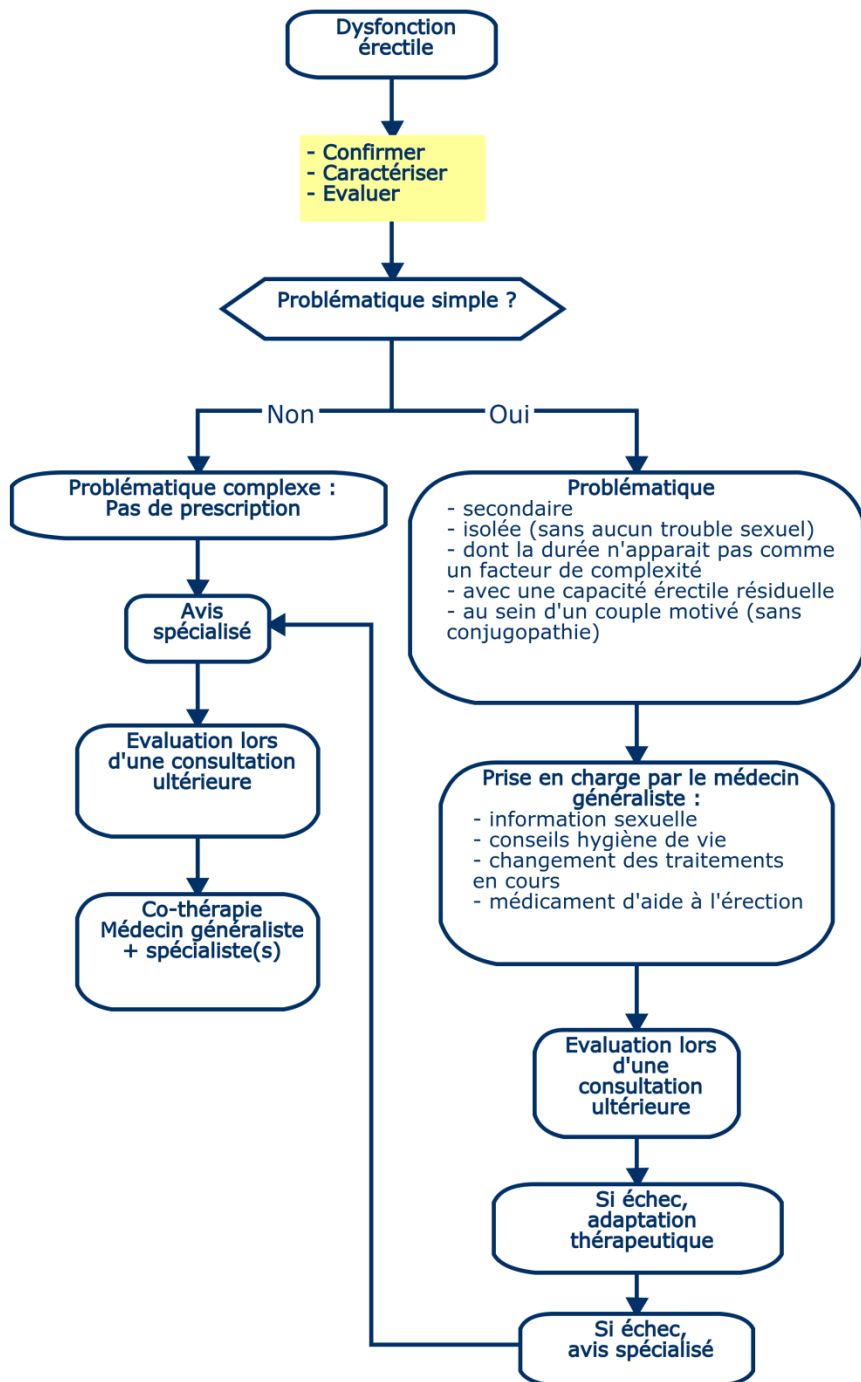 Dysfonction
érectile
- Confirmer
- Caractériser
- Evaluer
Problématique simple ?
Non
Oui
Problématique complexe :
Pas de prescription
Avis
spécialisé
Evaluation lors
d'une consultation
ultérieure
Co-thérapie
Médecin généraliste
+ spécialiste(s)
Problématique
- secondaire
- isolée (sans aucun trouble sexuel)
- dont la durée n'apparait pas comme
un facteur de complexité
- avec une capacité érectile résiduelle
- au sein d'un couple motivé (sans
conjugopathie)
Prise en charge par le médecin
généraliste :
- information sexuelle
- conseils hygiène de vie
- changement des traitements
en cours
- médicament d'aide à l'érection
Evaluation lors
d'une
consultation
ultérieure
Si échec,
adaptation
thérapeutique
Si échec,
avis spécialisé